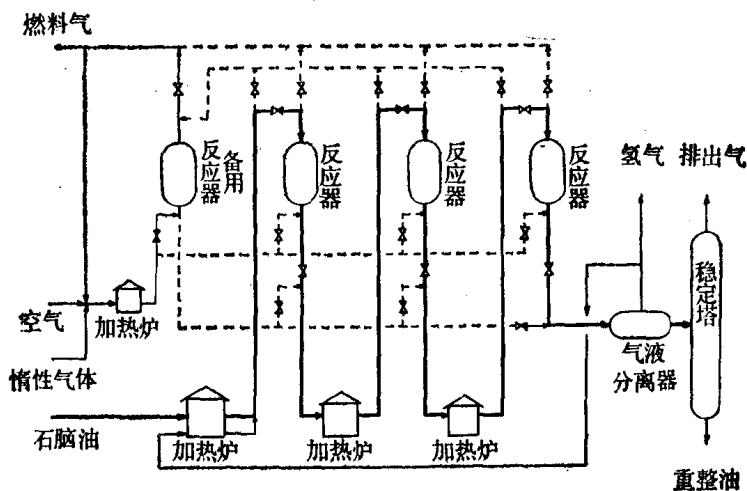 燃料气
备用
反应器
反应器
反应器
反应器
氢气
排出气
稳定塔
空气
加热炉
气液
分离器
惰性气体
石脑油
加热炉
加热炉
加热炉
重整油